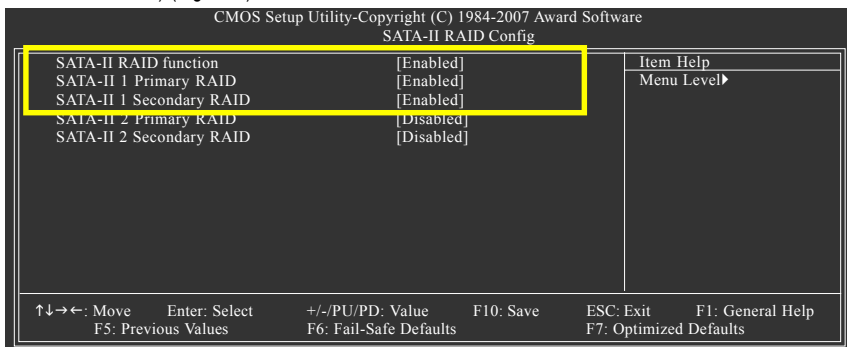 CMOS Setup Utility-Copyright (C) 1984-2007 Award Software
SATA-II RAID Config
SATA-II RAID function [Enabled]
SATA-II 1 Primary RAID [Enabled]
SATA-II 1 Secondary RAID [Enabled]
SATA-II 2 Primary RAID [Disabled]
SATA-II 2 Secondary RAID [Disabled]
Item Help
Menu Level▶
↑↓→←: Move Enter: Select +/-/PU/PD: Value F10: Save ESC: Exit F1: General Help
F5: Previous Values F6: Fail-Safe Defaults F7: Optimized Defaults